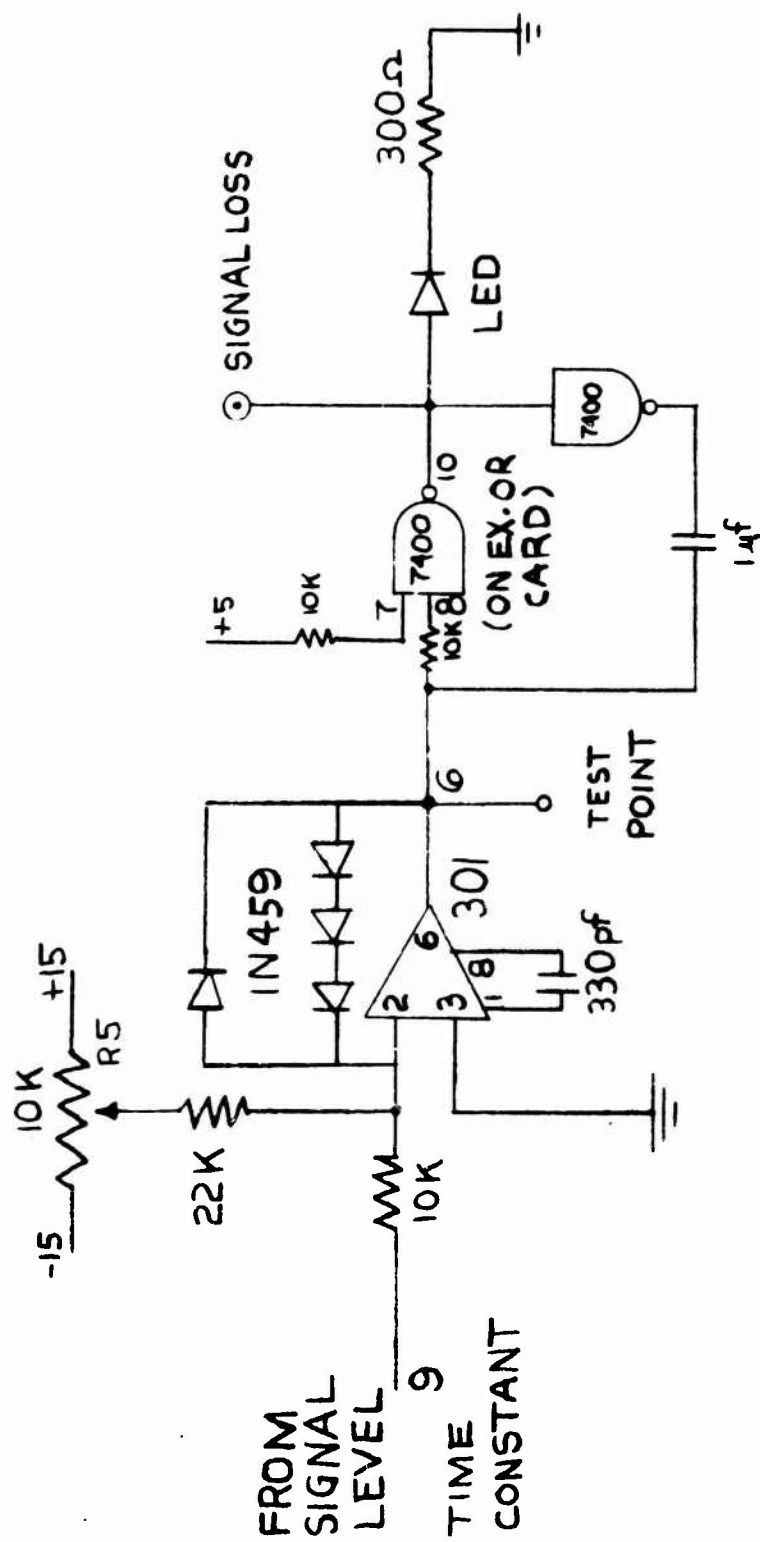 FROM
SIGNAL
LEVEL
9
TIME
CONSTANT
-15
10K
+15
R5
22K
10K
1N459
2
3
6
1
8
301
330pf
6
TEST
POINT
+5
10K
7
10K
8
7400
10
(ON EX. OR
CARD)
SIGNAL LOSS
LED
300Ω
7400
1μf